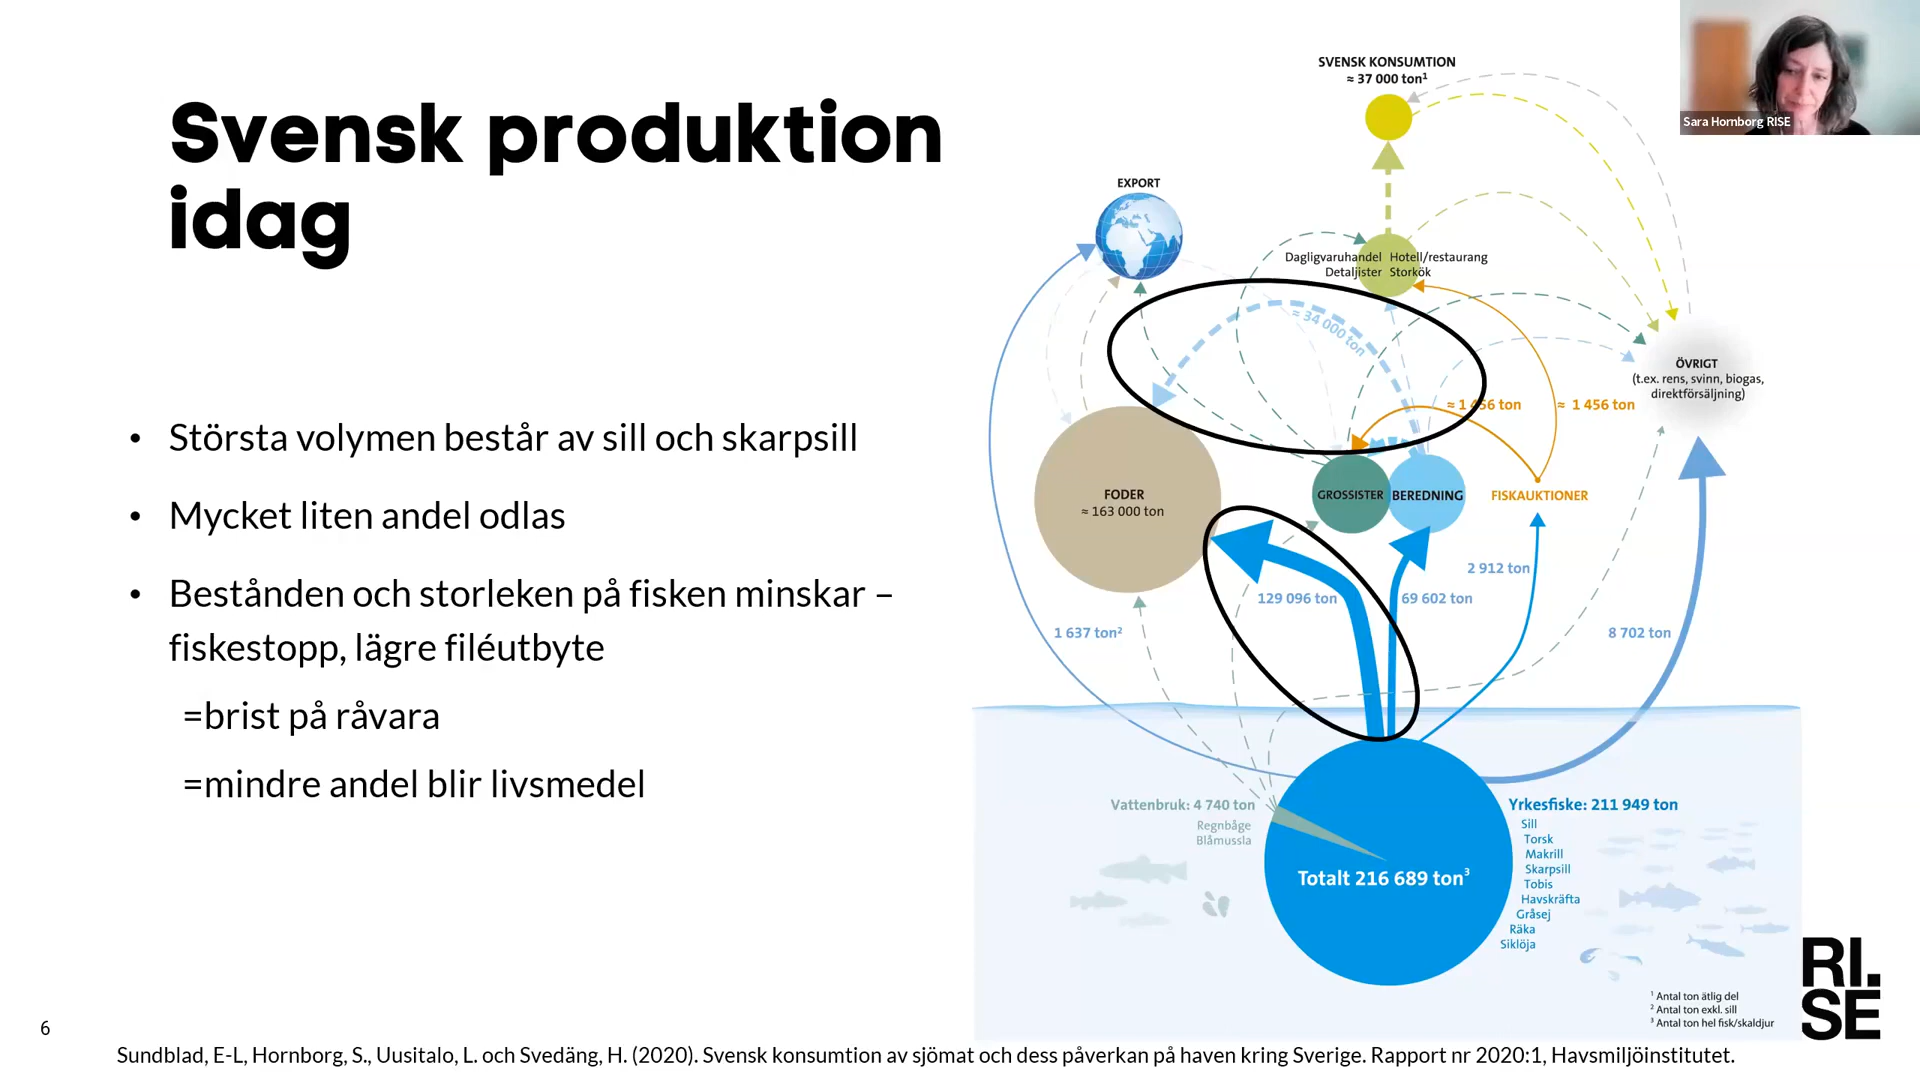 Svensk produktion
idag
• Största volymen består av sill och skarpsill
• Mycket liten andel odlas
• Bestånden och storleken på fisken minskar –
fiskestopp, lägre filéutbyte
=brist på råvara
=mindre andel blir livsmedel
SVENSK KONSUMTION
≈ 37 000 ton¹
EXPORT
Dagligvaruhandel Hotell/restaurang
Detaljister Storkök
≈ 34 000 ton
ÖVRIGT
(t.ex. rens, svinn, biogas,
direktförsäljning)
≈ 1 456 ton
≈ 1 456 ton
FODER
≈ 163 000 ton
GROSSISTER
BEREDNING
FISKAUKTIONER
2 912 ton
129 096 ton
69 602 ton
1 637 ton²
8 702 ton
Vattenbruk: 4 740 ton
Regnbåge
Blåmussla
Yrkesfiske: 211 949 ton
Sill
Torsk
Makrill
Skarpsill
Tobis
Havskräfta
Gråsej
Räka
Siklöja
Totalt 216 689 ton³
¹ Antal ton ätlig del
² Antal ton exkl. sill
³ Antal ton hel fisk/skaldjur
RI.
SE
6
Sundblad, E-L, Hornborg, S., Uusitalo, L. och Svedäng, H. (2020). Svensk konsumtion av sjömat och dess påverkan på haven kring Sverige. Rapport nr 2020:1, Havsmiljöinstitutet.
Sara Hornborg RISE